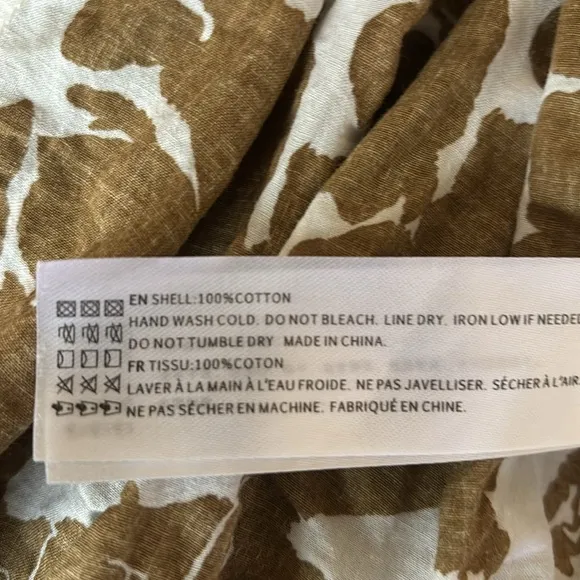 EN SHELL:100%COTTON
HAND WASH COLD. DO NOT BLEACH. LINE DRY. IRON LOW IF NEEDED
DO NOT TUMBLE DRY MADE IN CHINA.
FR TISSU:100%COTON
LAVER À LA MAIN À L'EAU FROIDE. NE PAS JAVELLISER. SÉCHER À L'AIR
NE PAS SÉCHER EN MACHINE. FABRIQUÉ EN CHINE.